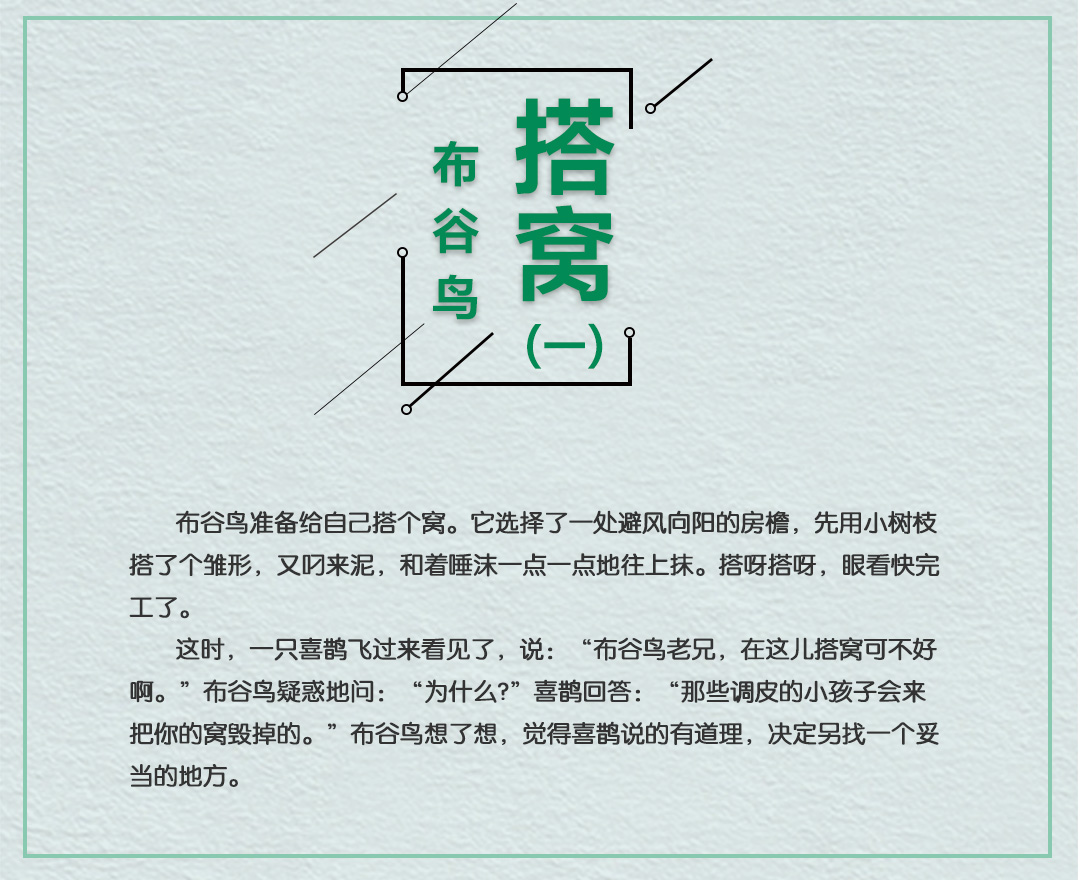 布谷鸟
搭窝
（一）
布谷鸟准备给自己搭个窝。它选择了一处避风向阳的房檐，先用小树枝
搭了个雏形，又叼来泥，和着唾沫一点一点地往上抹。搭呀搭呀，眼看快完
工了。
这时，一只喜鹊飞过来看见了，说：“布谷鸟老兄，在这儿搭窝可不好
啊。”布谷鸟疑惑地问：“为什么?”喜鹊回答：“那些调皮的小孩子会来
把你的窝毁掉的。”布谷鸟想了想，觉得喜鹊说的有道理，决定另找一个妥
当的地方。